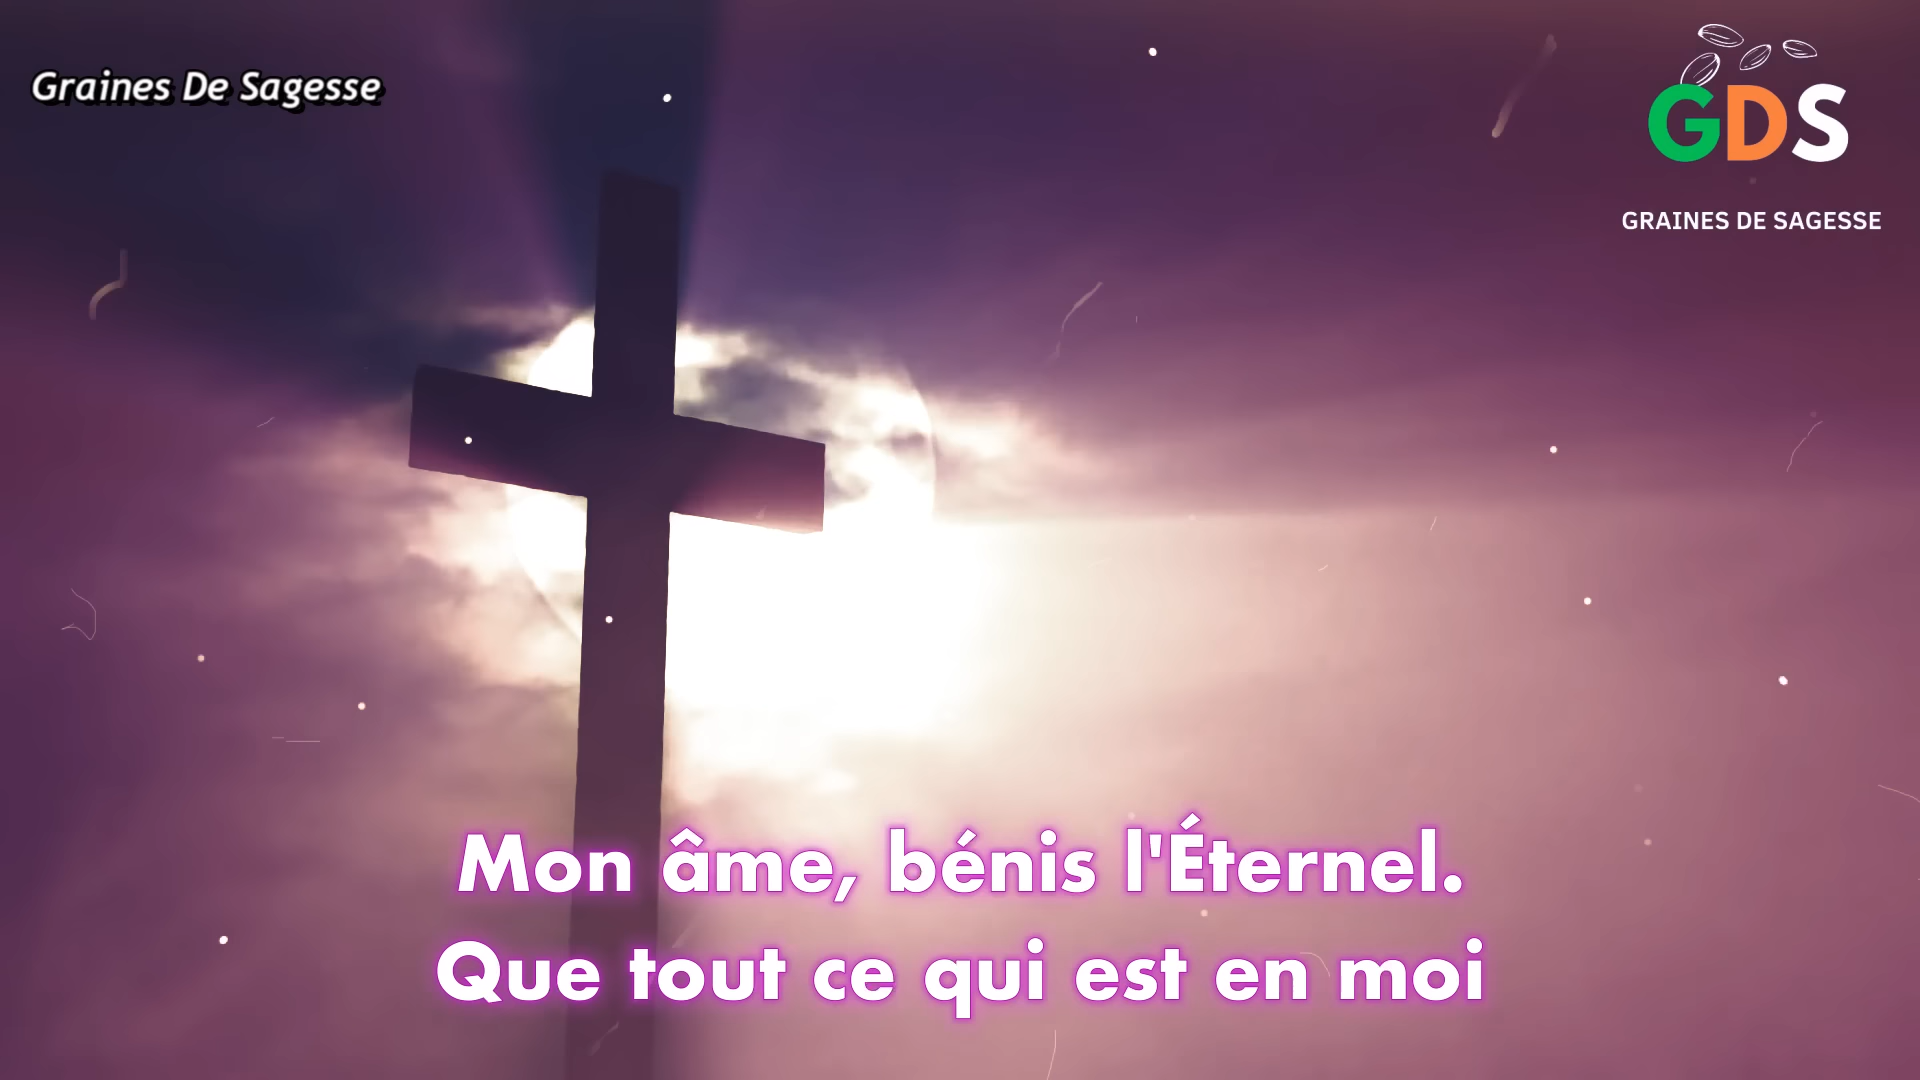 Graines De Sagesse
GDS
GRAINES DE SAGESSE
Mon âme, bénis l'Éternel.
Que tout ce qui est en moi